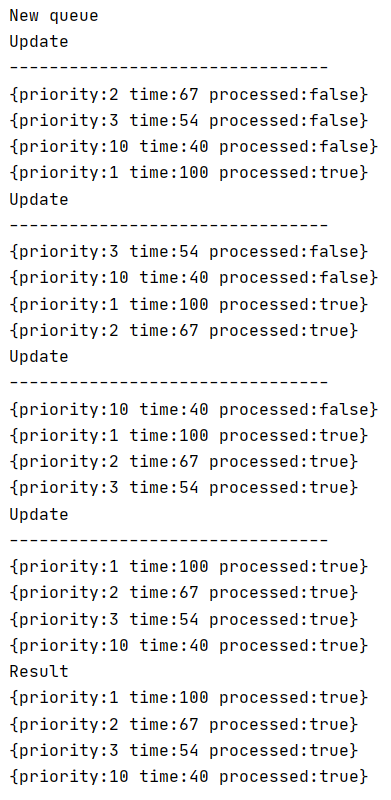 New queue
Update
--------------------------------
{priority:2 time:67 processed:false}
{priority:3 time:54 processed:false}
{priority:10 time:40 processed:false}
{priority:1 time:100 processed:true}
Update
--------------------------------
{priority:3 time:54 processed:false}
{priority:10 time:40 processed:false}
{priority:1 time:100 processed:true}
{priority:2 time:67 processed:true}
Update
--------------------------------
{priority:10 time:40 processed:false}
{priority:1 time:100 processed:true}
{priority:2 time:67 processed:true}
{priority:3 time:54 processed:true}
Update
--------------------------------
{priority:1 time:100 processed:true}
{priority:2 time:67 processed:true}
{priority:3 time:54 processed:true}
{priority:10 time:40 processed:true}
Result
{priority:1 time:100 processed:true}
{priority:2 time:67 processed:true}
{priority:3 time:54 processed:true}
{priority:10 time:40 processed:true}